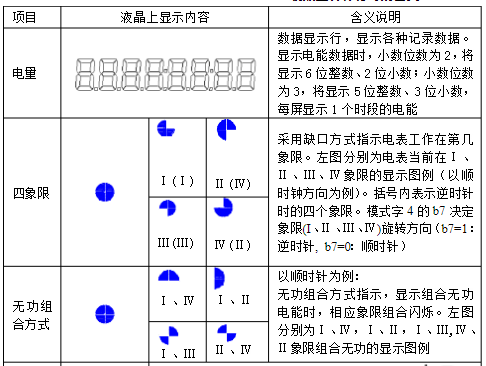 项目
液晶上显示内容
含义说明
电量
数据显示行，显示各种记录数据。
显示电能数据时，小数位数为 2，将
显示 6 位整数、2 位小数；小数位数
为 3，将显示 5 位整数、3 位小数，
每屏显示 1 个时段的电能
四象限
Ⅰ (Ⅰ)
Ⅱ (Ⅳ)
Ⅲ (Ⅲ)
Ⅳ (Ⅱ)
采用缺口方式指示电表工作在第几
象限。左图分别为电表当前在Ⅰ、
Ⅱ、Ⅲ、Ⅳ象限的显示图例（以顺
时钟方向为例）。括号内表示逆时针
时的四个象限。模式字 4 的 b7 决定
象限(Ⅰ、Ⅱ、Ⅲ、Ⅳ)旋转方向（b7=1：
逆时针, b7=0：顺时针）
无功组
合方式
Ⅰ、Ⅳ
Ⅰ、Ⅱ
Ⅰ、Ⅲ
Ⅱ、Ⅳ
以顺时针为例：
无功组合方式指示，显示组合无功
电能时，相应象限组合闪烁。左图
分别为Ⅰ、Ⅳ，Ⅰ、Ⅱ，Ⅰ、Ⅲ, Ⅳ、
Ⅱ象限组合无功的显示图例